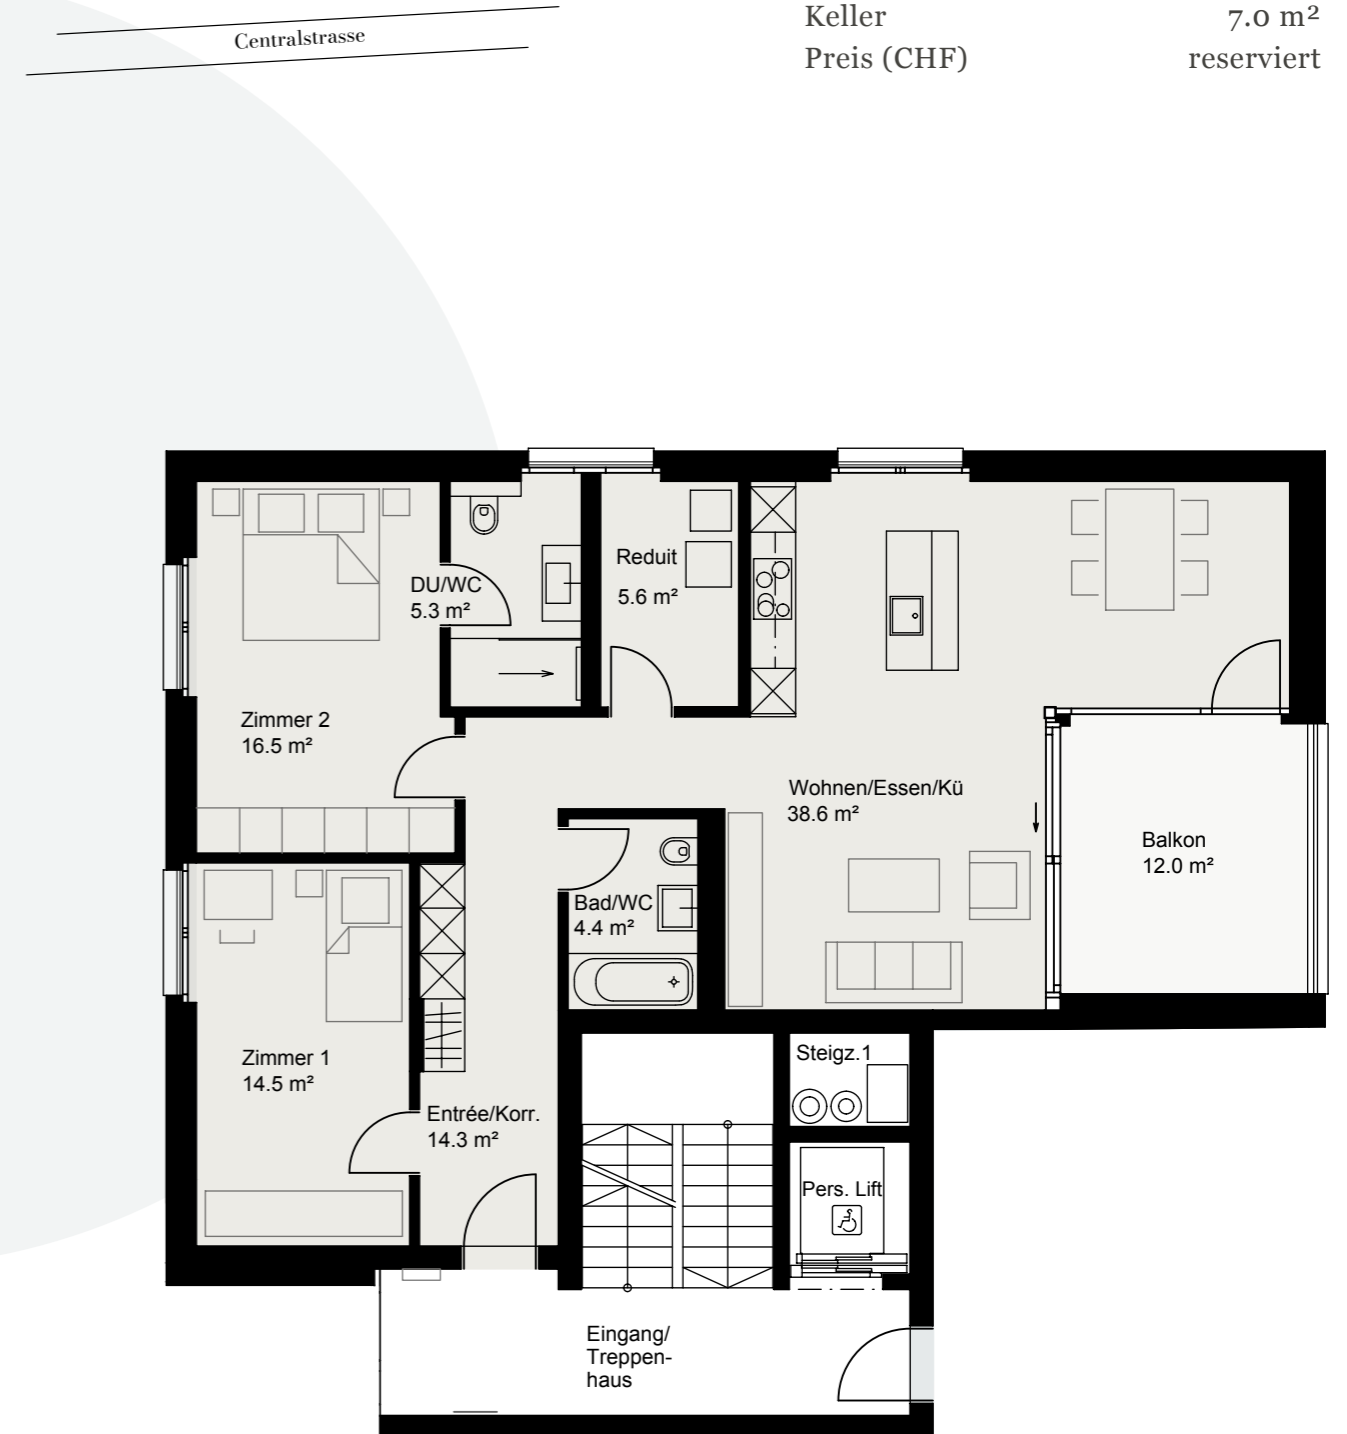 Centralstrasse
Keller 7.0 m²
Preis (CHF) reserviert
DU/WC
5.3 m²
Reduit
5.6 m²
Zimmer 2
16.5 m²
Wohnen/Essen/Kü
38.6 m²
Balkon
12.0 m²
Bad/WC
4.4 m²
Zimmer 1
14.5 m²
Steigz.1
Entrée/Korr.
14.3 m²
Pers. Lift
Eingang/
Treppen-
haus